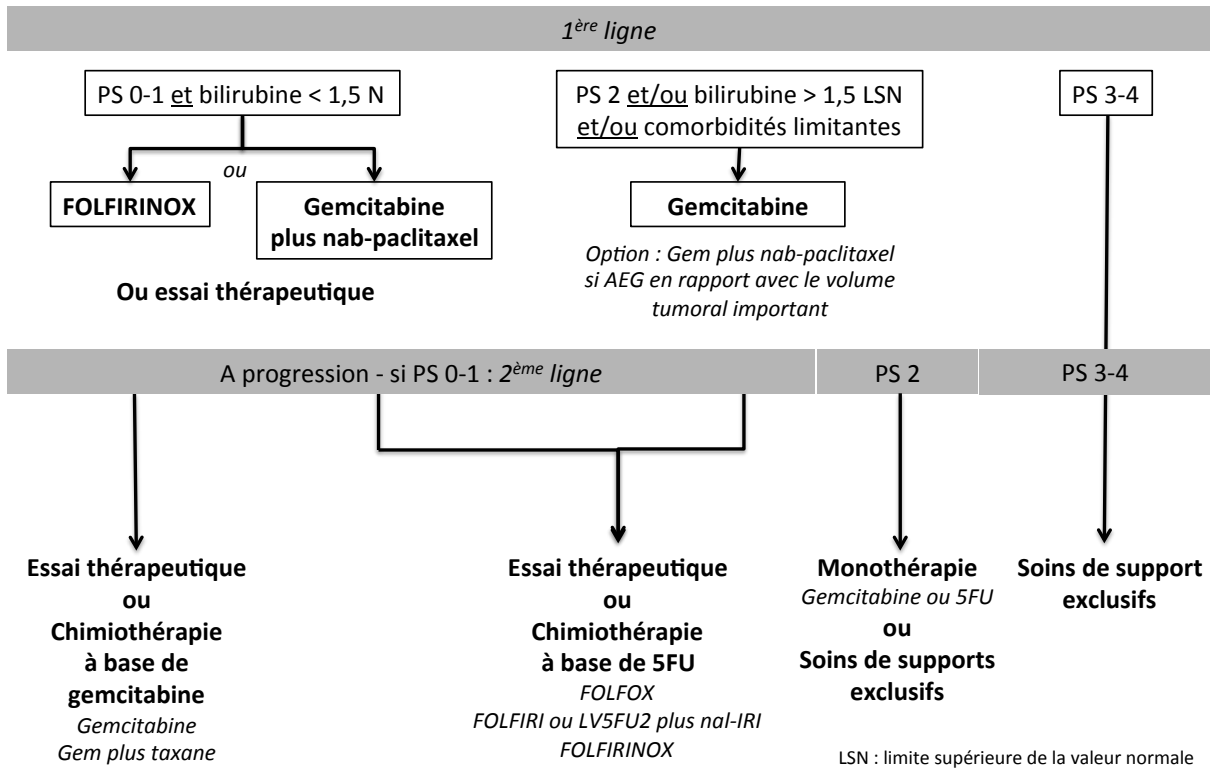 1ère ligne
PS 0-1 et bilirubine < 1,5 N
PS 2 et/ou bilirubine > 1,5 LSN
et/ou comorbidités limitantes
PS 3-4
ou
FOLFIRINOX
Gemcitabine
plus nab-paclitaxel
Gemcitabine
Ou essai thérapeutique
Option : Gem plus nab-paclitaxel
si AEG en rapport avec le volume
tumoral important
A progression - si PS 0-1 : 2ème ligne
PS 2
PS 3-4
Essai thérapeutique
ou
Chimiothérapie
à base de
gemcitabine
Gemcitabine
Gem plus taxane
Essai thérapeutique
ou
Chimiothérapie
à base de 5FU
FOLFOX
FOLFIRI ou LV5FU2 plus nal-IRI
FOLFIRINOX
Monothérapie
Gemcitabine ou 5FU
ou
Soins de supports
exclusifs
Soins de support
exclusifs
LSN : limite supérieure de la valeur normale